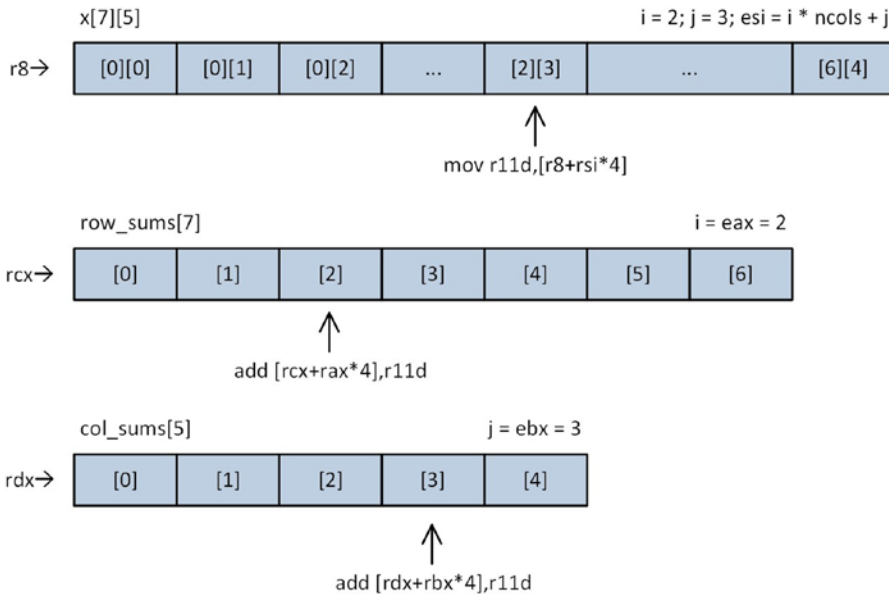 x[7][5] i = 2; j = 3; esi = i * ncols + j
r8→ [0][0] [0][1] [0][2] ... [2][3] ... [6][4]
mov r11d,[r8+rsi*4]
row_sums[7] i = eax = 2
rcx→ [0] [1] [2] [3] [4] [5] [6]
add [rcx+rax*4],r11d
col_sums[5] j = ebx = 3
rdx→ [0] [1] [2] [3] [4]
add [rdx+rbx*4],r11d